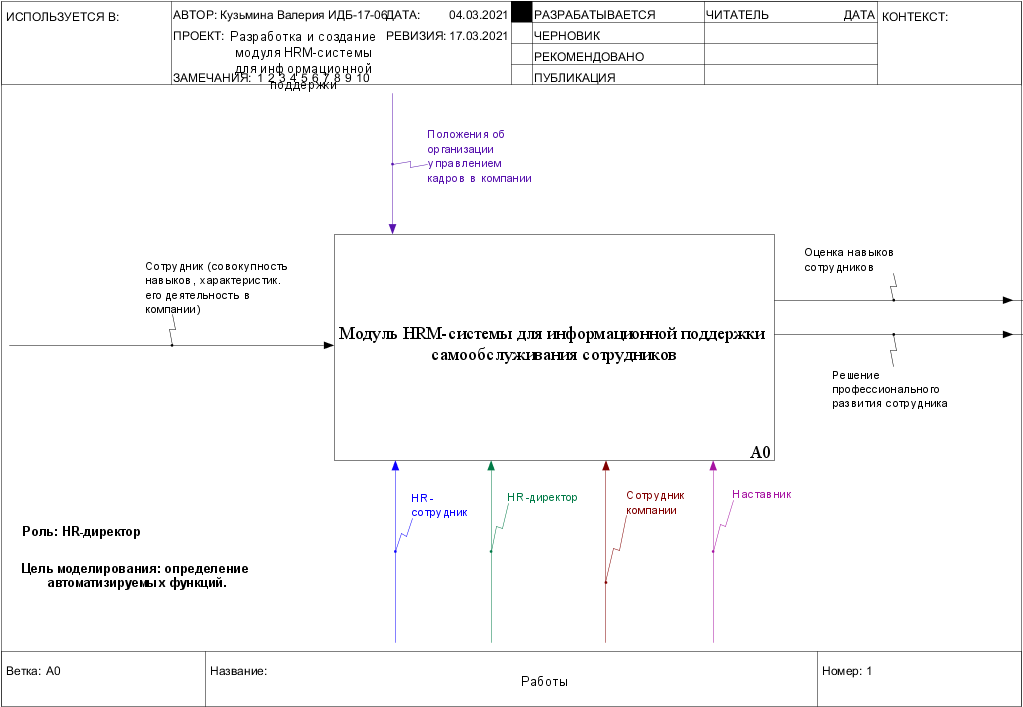 ИСПОЛЬЗУЕТСЯ В:
АВТОР: Кузьмина Валерия ИДБ-17-06
ДАТА: 04.03.2021
РАЗРАБАТЫВАЕТСЯ
ЧИТАТЕЛЬ
ДАТА
КОНТЕКСТ:
ПРОЕКТ: Разработка и создание
модуля HRM-системы
для информационной
поддержки
РЕВИЗИЯ: 17.03.2021
ЧЕРНОВИК
РЕКОМЕНДОВАНО
ЗАМЕЧАНИЯ: 1 2 3 4 5 6 7 8 9 10
ПУБЛИКАЦИЯ
Положения об
организации
управлением
кадров в компании
Сотрудник (совокупность
навыков, характеристик.
его деятельность в
компании)
Оценка навыков
сотрудников
Модуль HRM-системы для информационной поддержки
самообслуживания сотрудников
A0
Решение
профессионального
развития сотрудника
HR-
сотрудник
HR-директор
Сотрудник
компании
Наставник
Роль: HR-директор
Цель моделирования: определение
автоматизируемых функций.
Ветка: A0
Название:
Работы
Номер: 1